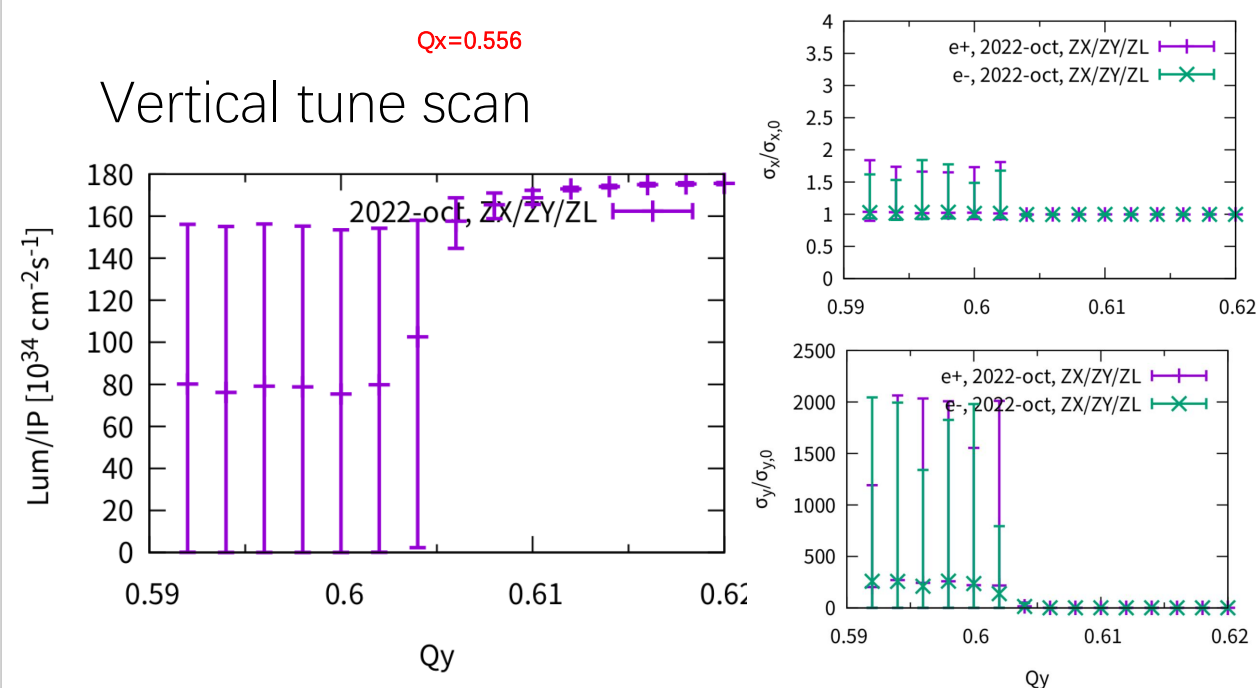 Qx=0.556
Vertical tune scan
2022-oct, ZX/ZY/ZL
Lum/IP [10³⁴ cm⁻²s⁻¹]
180
160
140
120
100
80
60
40
20
0
0.59 0.6 0.61 0.62
Qy
e+, 2022-oct, ZX/ZY/ZL
e-, 2022-oct, ZX/ZY/ZL
σx/σx,0
4
3.5
3
2.5
2
1.5
1
0.5
0
0.59 0.6 0.61 0.62
e+, 2022-oct, ZX/ZY/ZL
e-, 2022-oct, ZX/ZY/ZL
σy/σy,0
2500
2000
1500
1000
500
0
0.59 0.6 0.61 0.62
Qy